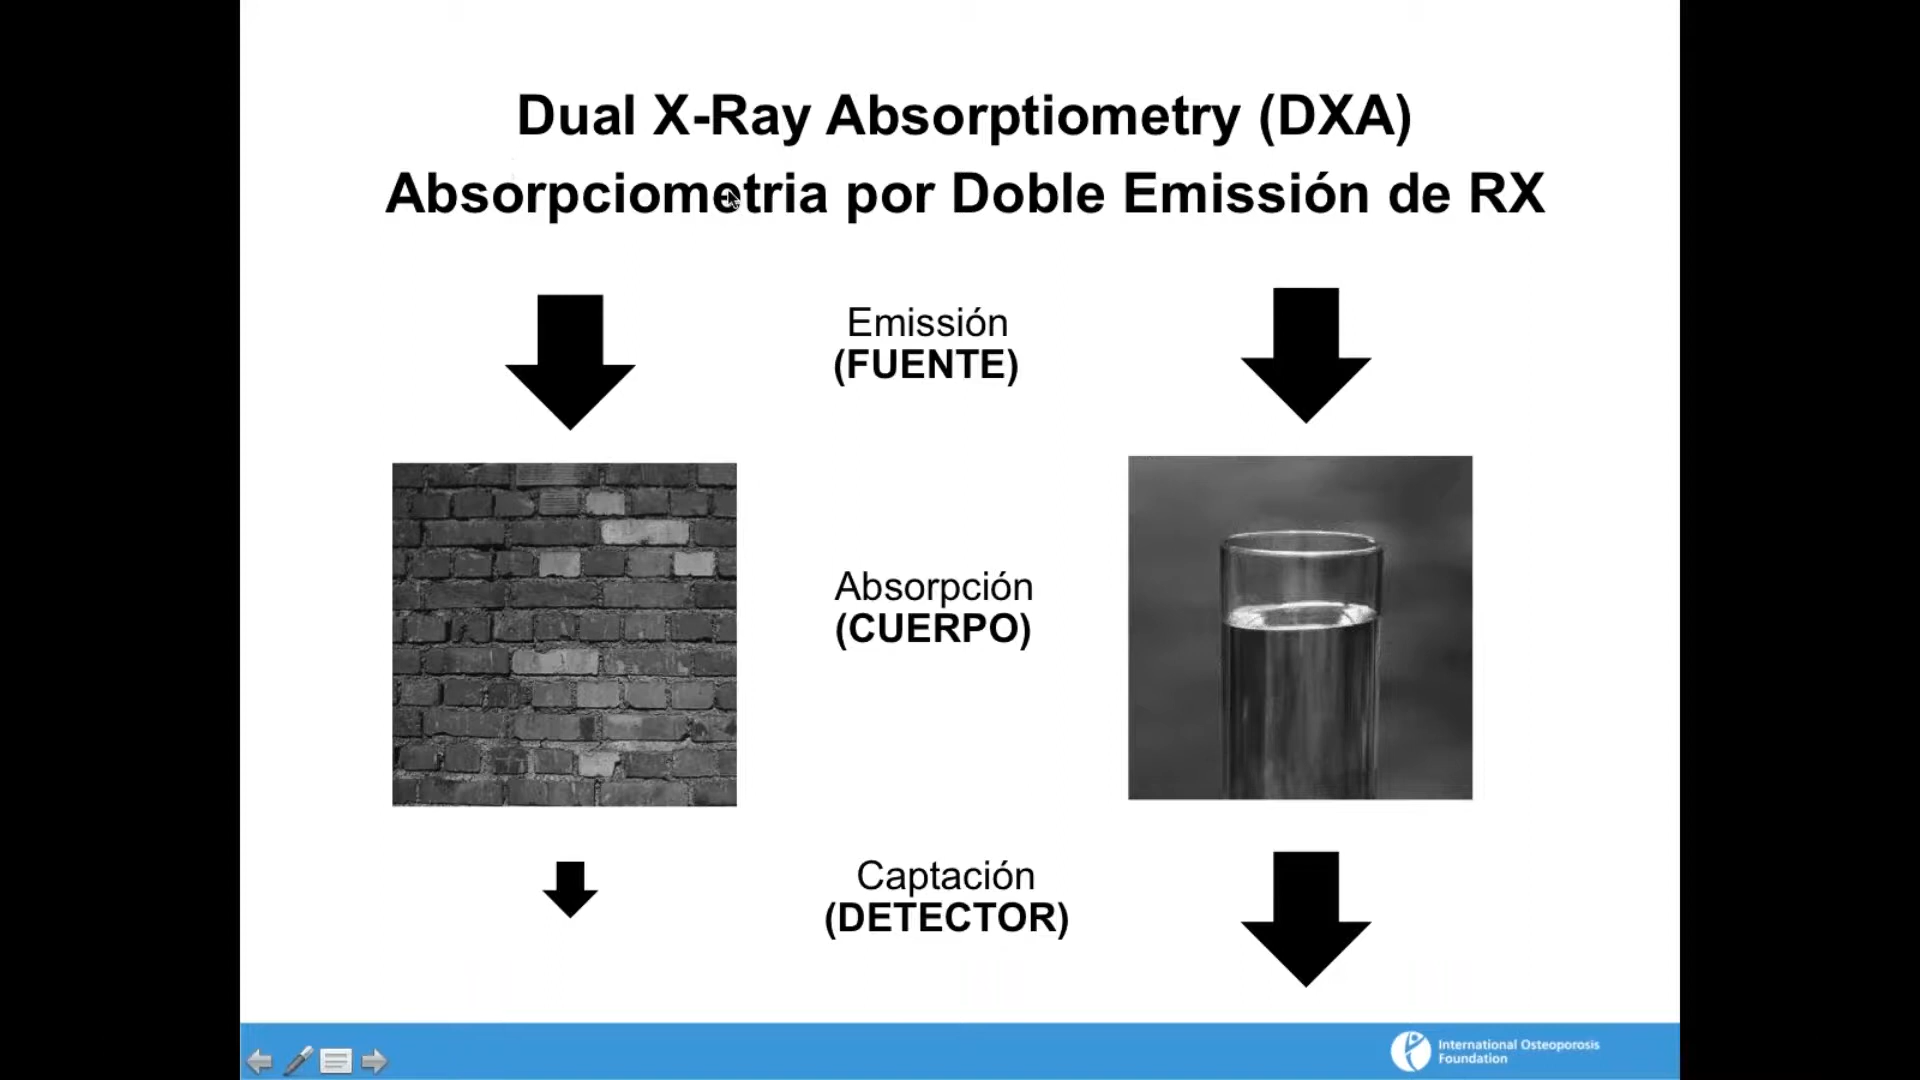 Dual X-Ray Absorptiometry (DXA)
Absorpciometria por Doble Emissión de RX
Emissión
(FUENTE)
Absorpción
(CUERPO)
Captación
(DETECTOR)
International Osteoporosis
Foundation